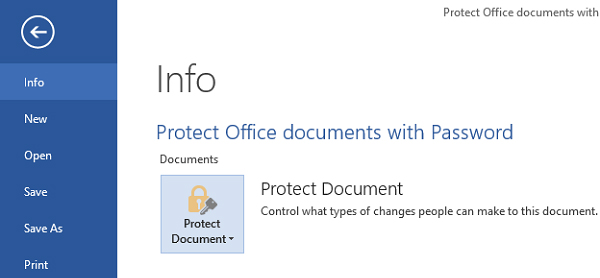 Protect Office documents with
Info
Info
New
Protect Office documents with Password
Open
Documents
Save
Protect Document
Control what types of changes people can make to this document.
Protect
Document
Save As
Print